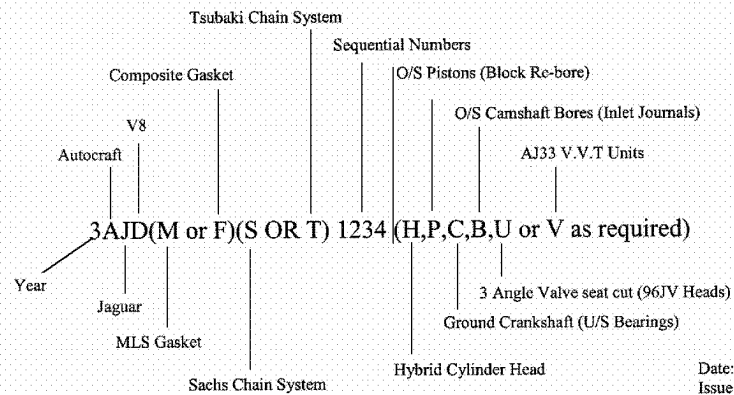 Tsubaki Chain System
Sequential Numbers
Composite Gasket
O/S Pistons (Block Re-bore)
V8
O/S Camshaft Bores (Inlet Journals)
Autocraft
AJ33 V.V.T Units
3AJD(M or F)(S OR T) 1234 (H,P,C,B,U or V as required)
Year
3 Angle Valve seat cut (96JV Heads)
Jaguar
Ground Crankshaft (U/S Bearings)
MLS Gasket
Hybrid Cylinder Head
Date:
Sachs Chain System
Issue